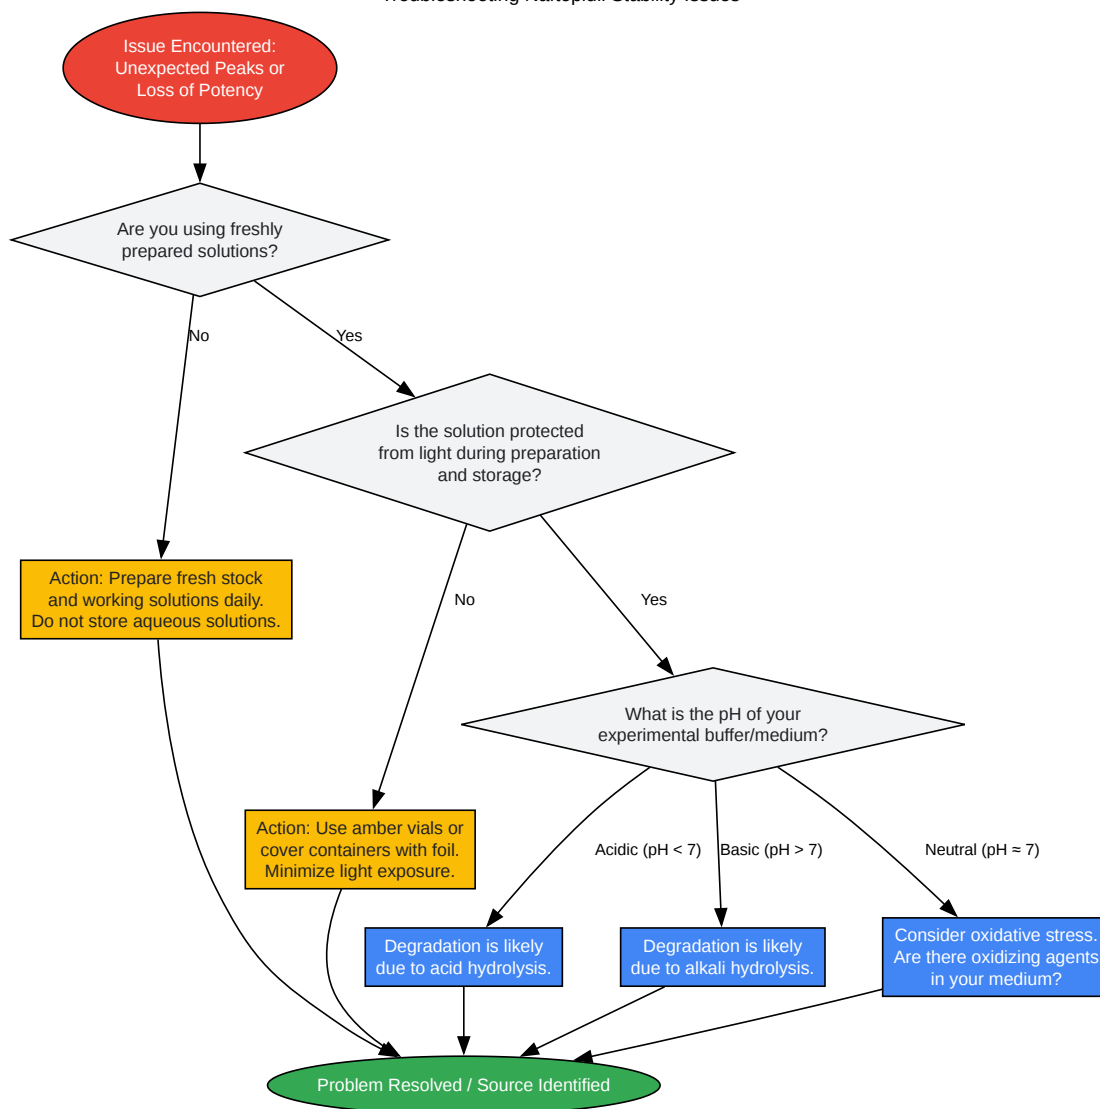 Troubleshooting Naftopidil Stability Issues
Issue Encountered:
Unexpected Peaks or
Loss of Potency
Are you using freshly
prepared solutions?
No
Yes
Is the solution protected
from light during preparation
and storage?
Action: Prepare fresh stock
and working solutions daily.
Do not store aqueous solutions.
No
Yes
What is the pH of your
experimental buffer/medium?
Action: Use amber vials or
cover containers with foil.
Minimize light exposure.
Acidic (pH < 7)
Basic (pH > 7)
Neutral (pH ≈ 7)
Degradation is likely
due to acid hydrolysis.
Degradation is likely
due to alkali hydrolysis.
Consider oxidative stress.
Are there oxidizing agents
in your medium?
Problem Resolved / Source Identified